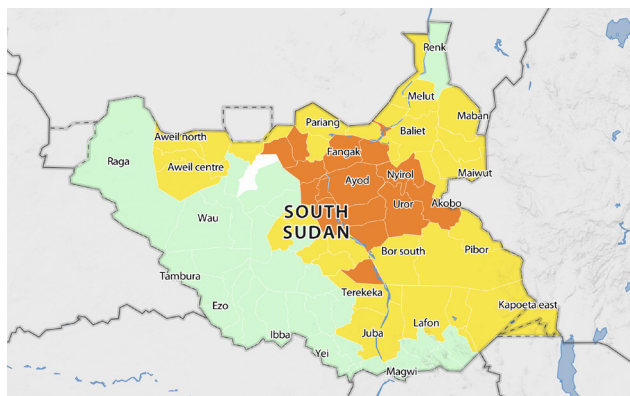 Renk
Melut
Maban
Pariang
Baliet
Aweil north
Fangak
Aweil centre
Raga
Nyirol
Maiwut
Ayod
Uror
Akobo
SOUTH
SUDAN
Wau
Bor south
Pibor
Tambura
Terekeka
Ezo
Kapoeta east
Lafon
Juba
Ibba
Yei
Magwi